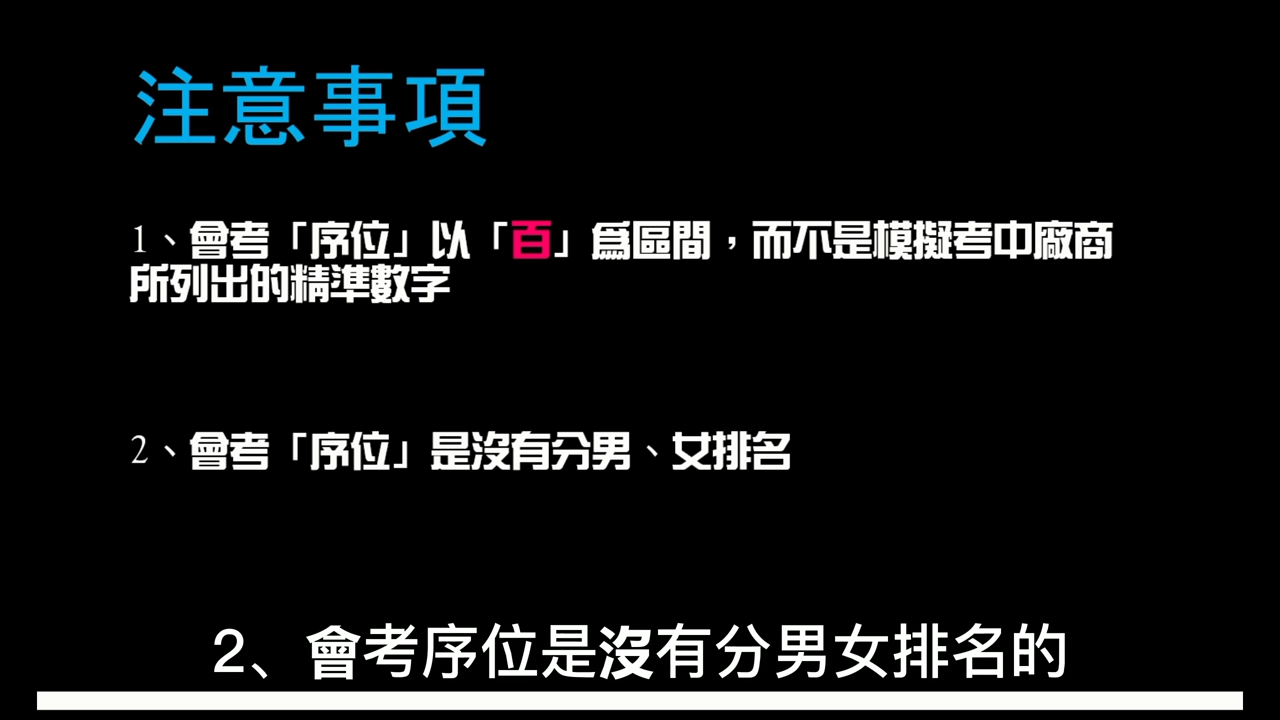 注意事項
1、會考「序位」以「百」為區間，而不是模擬考中廠商
所列出的精準數字
2、會考「序位」是沒有分男、女排名
2、會考序位是沒有分男女排名的